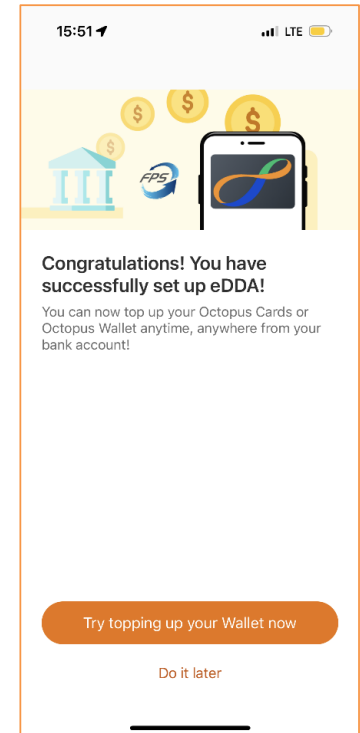 15:51
LTE
$ $ $ $
FPS
Congratulations! You have
successfully set up eDDA!
You can now top up your Octopus Cards or
Octopus Wallet anytime, anywhere from your
bank account!
Try topping up your Wallet now
Do it later